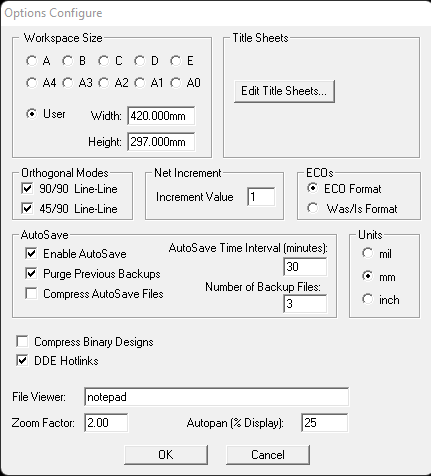 Options Configure
Workspace Size
A B C D E
A4 A3 A2 A1 A0
User Width: 420.000mm
Height: 297.000mm
Title Sheets
Edit Title Sheets...
Orthogonal Modes
90/90 Line-Line
45/90 Line-Line
Net Increment
Increment Value 1
ECOs
ECO Format
Was/Is Format
AutoSave
Enable AutoSave
Purge Previous Backups
Compress AutoSave Files
AutoSave Time Interval (minutes):
30
Number of Backup Files:
3
Units
mil
mm
inch
Compress Binary Designs
DDE Hotlinks
File Viewer: notepad
Zoom Factor: 2.00 Autopan (% Display): 25
OK Cancel